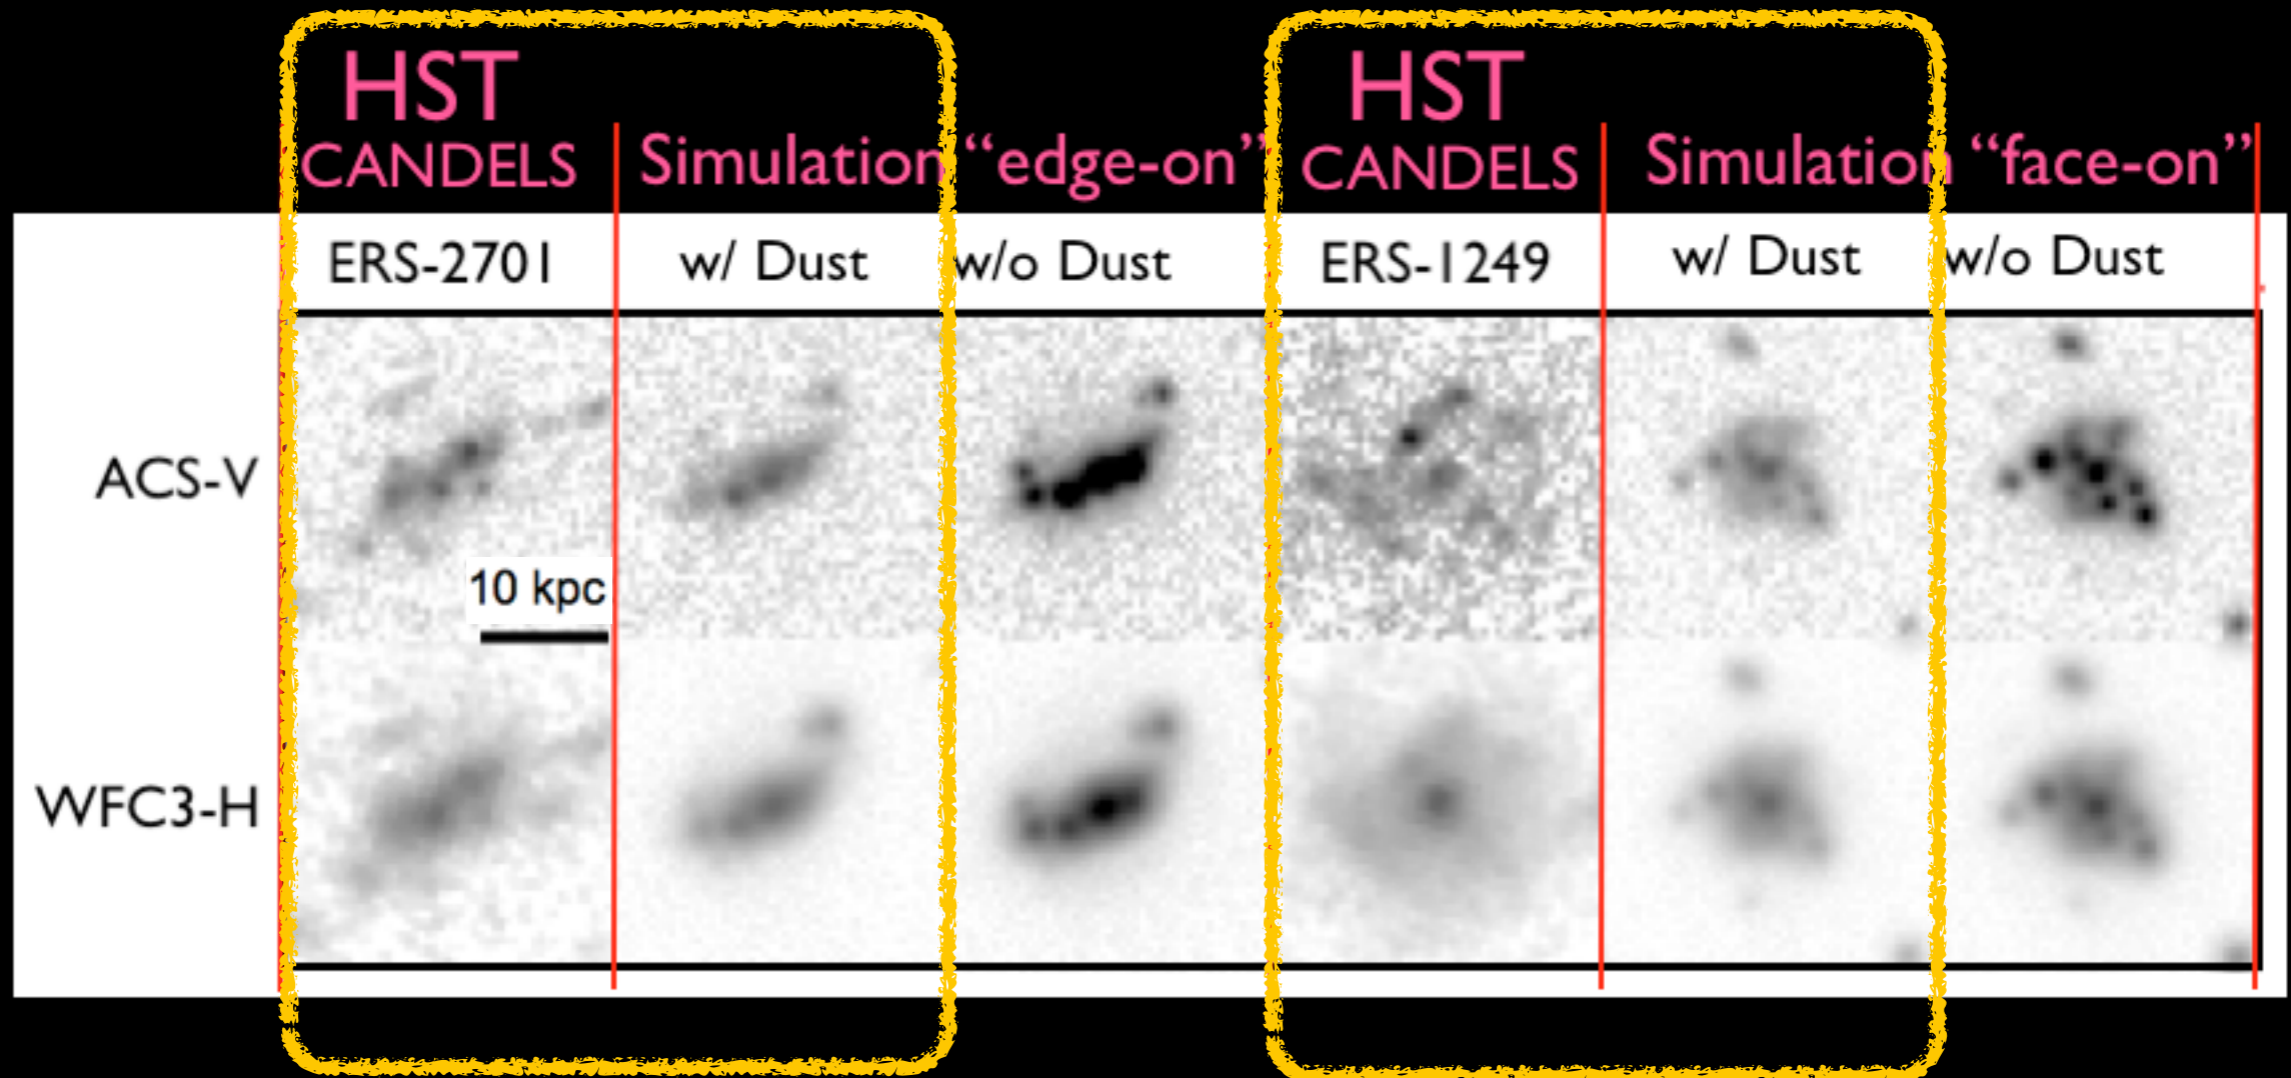 HST
CANDELS
Simulation “edge-on”
HST
CANDELS
Simulation “face-on”
ERS-2701
w/ Dust
w/o Dust
ERS-1249
w/ Dust
w/o Dust
ACS-V
10 kpc
WFC3-H